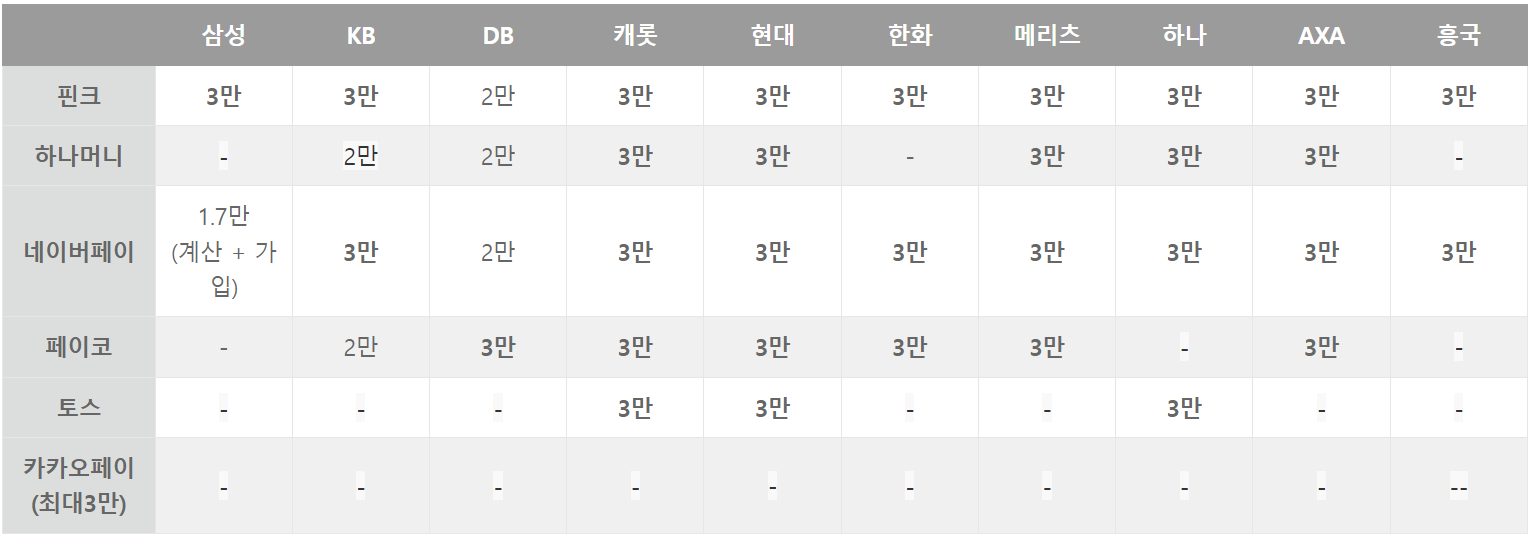 삼성 KB DB 캐롯 현대 한화 메리츠 하나 AXA 흥국
핀크 3만 3만 2만 3만 3만 3만 3만 3만 3만 3만
하나머니 - 2만 2만 3만 3만 - 3만 3만 3만 -
네이버페이 1.7만
(계산 + 가
입) 3만 2만 3만 3만 3만 3만 3만 3만 3만
페이코 - 2만 3만 3만 3만 3만 3만 - 3만 -
토스 - - - 3만 3만 - - 3만 - -
카카오페이
(최대3만) - - - - - - - - - --